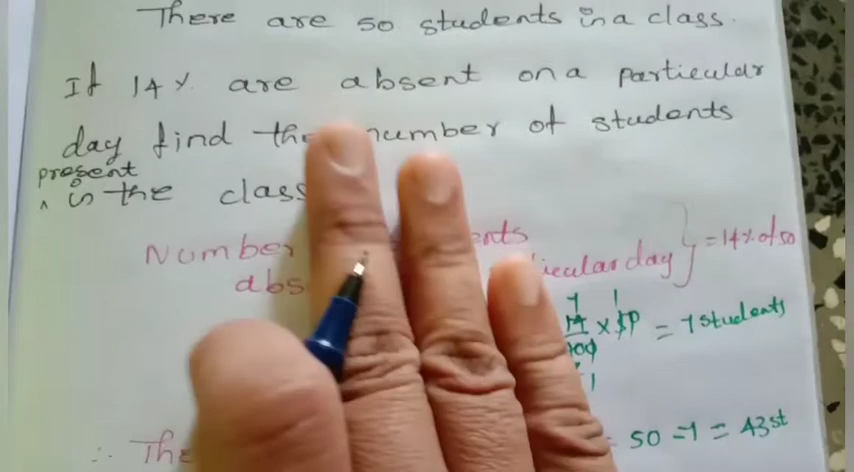 There are 50 students in a class.
If 14% are absent on a particular
day find the number of students
present
^ in the class
Number ents
abs icular day } = 14% of 50
7 1
14/100 × 50 = 7 students
1
∴ The 50 - 7 = 43 st